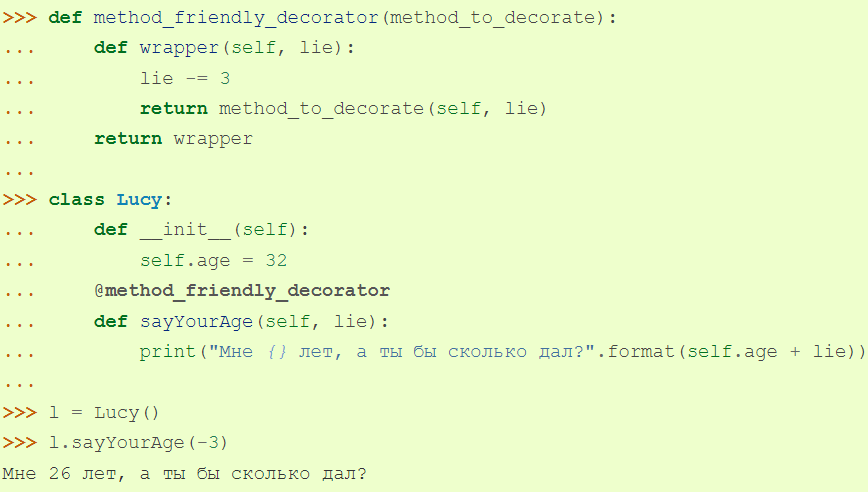 >>> def method_friendly_decorator(method_to_decorate):
...     def wrapper(self, lie):
...         lie -= 3
...         return method_to_decorate(self, lie)
...     return wrapper
...
>>> class Lucy:
...     def __init__(self):
...         self.age = 32
...     @method_friendly_decorator
...     def sayYourAge(self, lie):
...         print("Мне {} лет, а ты бы сколько дал?".format(self.age + lie))
...
>>> l = Lucy()
>>> l.sayYourAge(-3)
Мне 26 лет, а ты бы сколько дал?